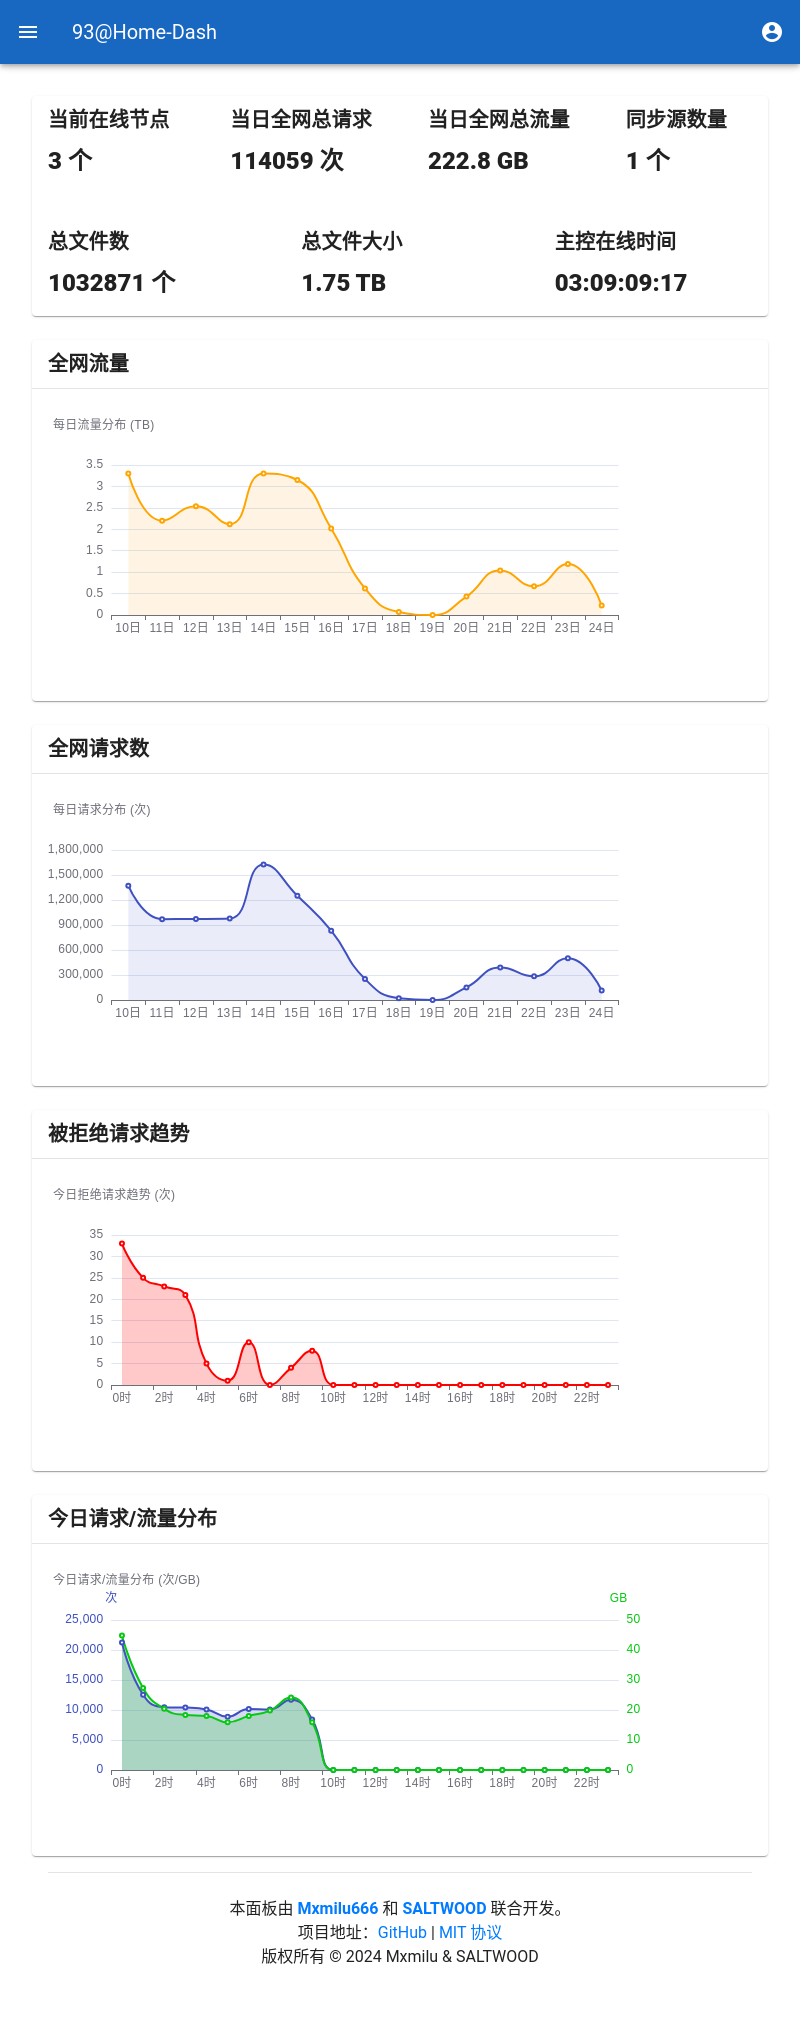 93@Home-Dash
当前在线节点 当日全网总请求 当日全网总流量 同步源数量
3 个 114059 次 222.8 GB 1 个
总文件数 总文件大小 主控在线时间
1032871 个 1.75 TB 03:09:09:17
全网流量
每日流量分布 (TB)
3.5
3
2.5
2
1.5
1
0.5
0
10日 11日 12日 13日 14日 15日 16日 17日 18日 19日 20日 21日 22日 23日 24日
全网请求数
每日请求分布 (次)
1,800,000
1,500,000
1,200,000
900,000
600,000
300,000
0
10日 11日 12日 13日 14日 15日 16日 17日 18日 19日 20日 21日 22日 23日 24日
被拒绝请求趋势
今日拒绝请求趋势 (次)
35
30
25
20
15
10
5
0
0时 2时 4时 6时 8时 10时 12时 14时 16时 18时 20时 22时
今日请求/流量分布
今日请求/流量分布 (次/GB)
次 GB
25,000 50
20,000 40
15,000 30
10,000 20
5,000 10
0 0
0时 2时 4时 6时 8时 10时 12时 14时 16时 18时 20时 22时
本面板由 Mxmilu666 和 SALTWOOD 联合开发。
项目地址：GitHub | MIT 协议
版权所有 © 2024 Mxmilu & SALTWOOD